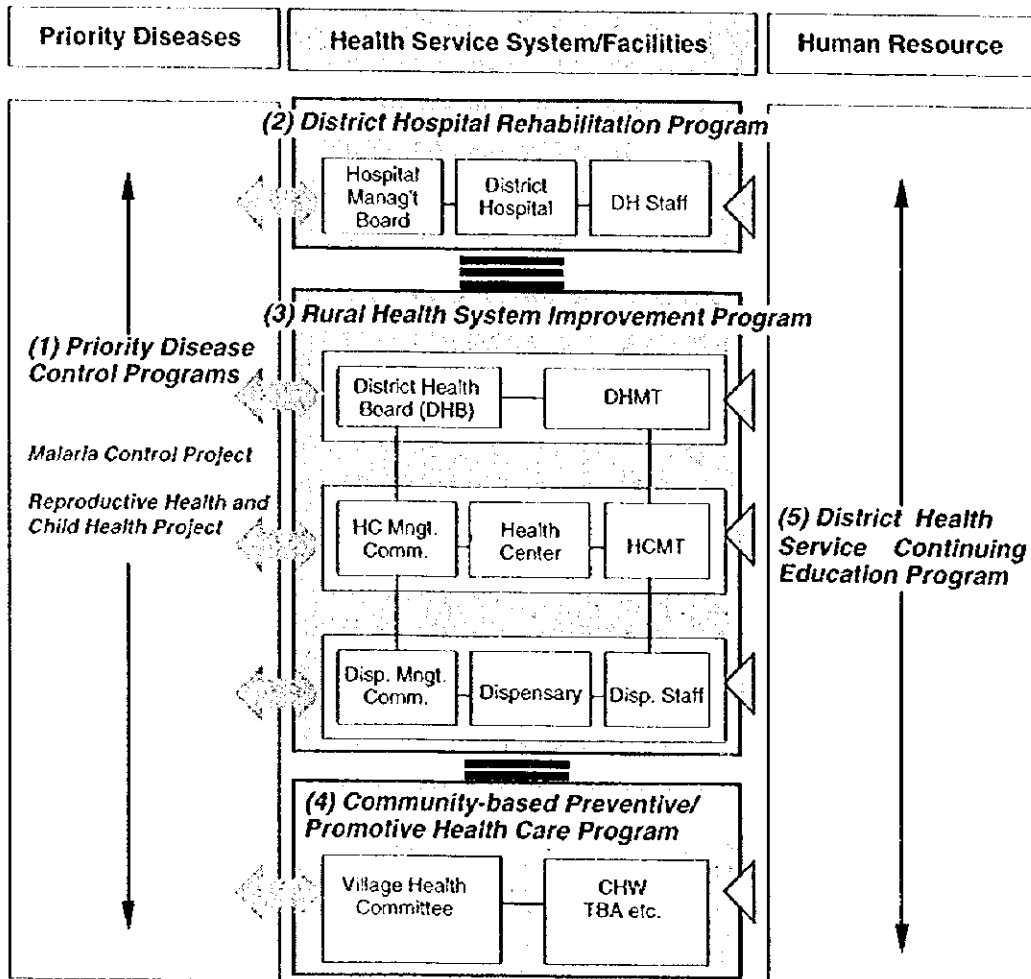 Priority Diseases
Health Service System/Facilities
Human Resource
(2) District Hospital Rehabilitation Program
Hospital
Manag't
Board
District
Hospital
DH Staff
(3) Rural Health System Improvement Program
(1) Priority Disease
Control Programs
District Health
Board (DHB)
DHMT
Malaria Control Project
Reproductive Health and
Child Health Project
HC Mngt.
Comm.
Health
Center
HCMT
(5) District Health
Service Continuing
Education Program
Disp. Mngt.
Comm.
Dispensary
Disp. Staff
(4) Community-based Preventive/
Promotive Health Care Program
Village Health
Committee
CHW
TBA etc.